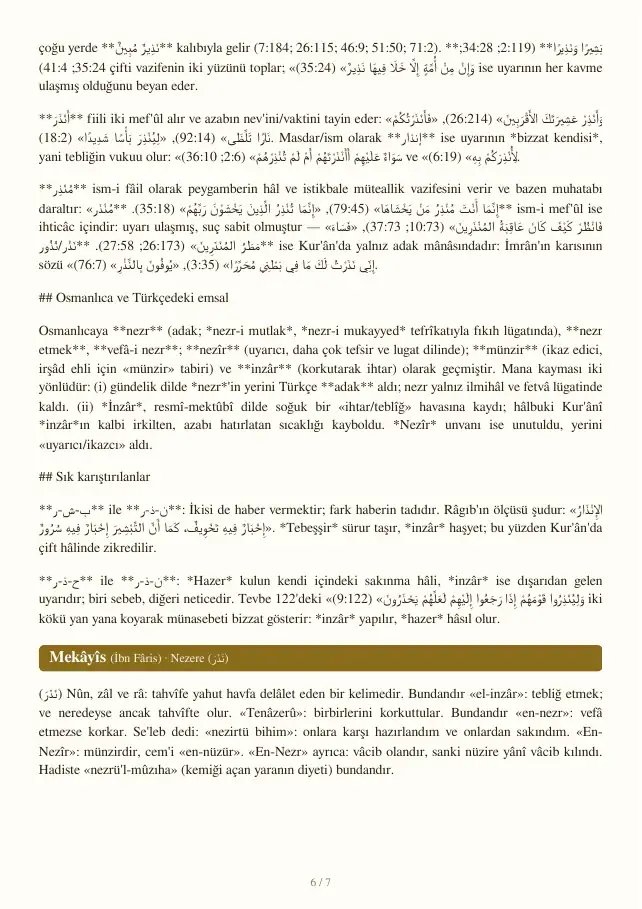 çoğu yerde **نَذِيرٌ مُبِينٌ** kalıbıyla gelir (7:184; 26:115; 46:9; 51:50; 71:2). **بَشِيرًا وَنَذِيرًا** (2:119; 34:28;
35:24; 41:4) çifti vazifenin iki yüzünü toplar; «وَإِنْ مِنْ أُمَّةٍ إِلَّا خَلَا فِيهَا نَذِيرٌ» (35:24) ise uyarının her kavme
ulaşmış olduğunu beyan eder.
**أَنْذَرَ** fiili iki mef'ûl alır ve azabın nev'ini/vaktini tayin eder: «وَأَنْذِرْ عَشِيرَتَكَ الأَقْرَبِينَ» (26:214), «فَأَنْذَرْتُكُمْ
نَارًا تَلَظَّى» (92:14), «لِيُنْذِرَ بَأْسًا شَدِيدًا» (18:2). Masdar/ism olarak **إنذار** ise uyarının *bizzat kendisi*,
yani tebliğin vukuu olur: «سَوَاءٌ عَلَيْهِمْ أَأَنْذَرْتَهُمْ أَمْ لَمْ تُنْذِرْهُمْ» (2:6; 36:10) ve «لِأُنْذِرَكُمْ بِهِ» (6:19).
**مُنْذِر** ism-i fâil olarak peygamberin hâl ve istikbale müteallik vazifesini verir ve bazen muhatabı
daraltır: «إِنَّمَا أَنْتَ مُنْذِرُ مَنْ يَخْشَاهَا» (79:45), «إِنَّمَا تُنْذِرُ الَّذِينَ يَخْشَوْنَ رَبَّهُمْ» (35:18). **مُنْذَر** ism-i mef'ûl ise
ihticâc içindir: uyarı ulaşmış, suç sabit olmuştur — «فَانْظُرْ كَيْفَ كَانَ عَاقِبَةُ الْمُنْذَرِينَ» (10:73; 37:73), «فَسَاءَ
مَطَرُ الْمُنْذَرِينَ» (26:173; 27:58). **نَذْر/نُذُور** ise Kur'ân'da yalnız adak mânâsındadır: İmrân'ın karısının
sözü «إِنِّي نَذَرْتُ لَكَ مَا فِي بَطْنِي مُحَرَّرًا» (3:35), «يُوفُونَ بِالنَّذْرِ» (76:7).
## Osmanlıca ve Türkçedeki emsal
Osmanlıcaya **nezr** (adak; *nezr-i mutlak*, *nezr-i mukayyed* tefrîkatıyla fıkıh lügatında), **nezr
etmek**, **vefâ-i nezr**; **nezîr** (uyarıcı, daha çok tefsir ve lugat dilinde); **münzir** (ikaz edici,
irşâd ehli için «münzir» tabiri) ve **inzâr** (korkutarak ihtar) olarak geçmiştir. Mana kayması iki
yönlüdür: (i) gündelik dilde *nezr*'in yerini Türkçe **adak** aldı; nezr yalnız ilmihâl ve fetvâ lügatinde
kaldı. (ii) *İnzâr*, resmî-mektûbî dilde soğuk bir «ihtar/teblîğ» havasına kaydı; hâlbuki Kur'ânî
*inzâr*ın kalbi irkilten, azabı hatırlatan sıcaklığı kayboldu. *Nezîr* unvanı ise unutuldu, yerini
«uyarıcı/ikazcı» aldı.
## Sık karıştırılanlar
**ب-ش-ر** ile **ن-ذ-ر**: İkisi de haber vermektir; fark haberin tadıdır. Râgıb'ın ölçüsü şudur: «الإِنْذَارُ
إِخْبَارٌ فِيهِ تَخْوِيفٌ، كَمَا أَنَّ التَّبْشِيرَ إِخْبَارٌ فِيهِ سُرُورٌ». *Tebeşşir* sürur taşır, *inzâr* haşyet; bu yüzden Kur'ân'da
çift hâlinde zikredilir.
**ح-ذ-ر** ile **ن-ذ-ر**: *Hazer* kulun kendi içindeki sakınma hâli, *inzâr* ise dışarıdan gelen
uyarıdır; biri sebeb, diğeri neticedir. Tevbe 122'deki «وَلِيُنْذِرُوا قَوْمَهُمْ إِذَا رَجَعُوا إِلَيْهِمْ لَعَلَّهُمْ يَحْذَرُونَ» (9:122) iki
kökü yan yana koyarak münasebeti bizzat gösterir: *inzâr* yapılır, *hazer* hâsıl olur.
Mekâyîs (İbn Fâris) · Nezere (نَذَرَ)
(نَذَرَ) Nûn, zâl ve râ: tahvîfe yahut havfa delâlet eden bir kelimedir. Bundandır «el-inzâr»: tebliğ etmek;
ve neredeyse ancak tahvîfte olur. «Tenâzerû»: birbirlerini korkuttular. Bundandır «en-nezr»: vefâ
etmezse korkar. Se'leb dedi: «nezirtü bihim»: onlara karşı hazırlandım ve onlardan sakındım. «En-
Nezîr»: münzirdir, cem'i «en-nüzür». «En-Nezr» ayrıca: vâcib olandır, sanki nüzire yânî vâcib kılındı.
Hadiste «nezrü'l-mûzıha» (kemiği açan yaranın diyeti) bundandır.
6 / 7